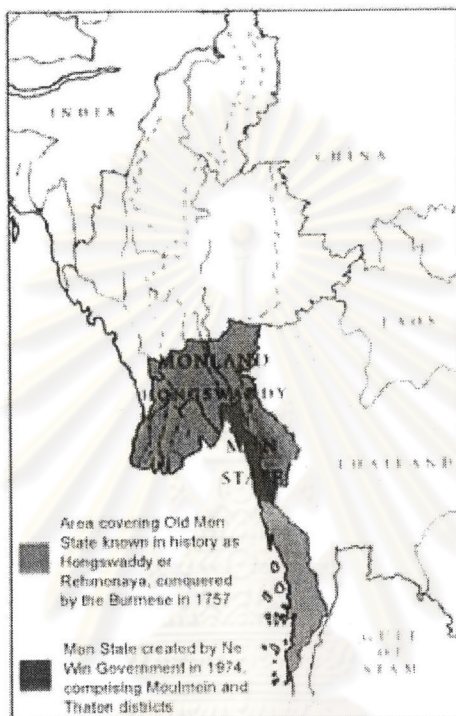 INDIA
CHINA
LAOS
MONLAND
HONGSWADDY
MON
STATE
THAILAND
Area covering Old Mon
State known in history as
Hongswaddy or
Rehmonaya, conquered
by the Burmese in 1757
GULF
OF
SIAM
Mon State created by Ne
Win Government in 1974,
comprising Moulmein and
Thaton districts